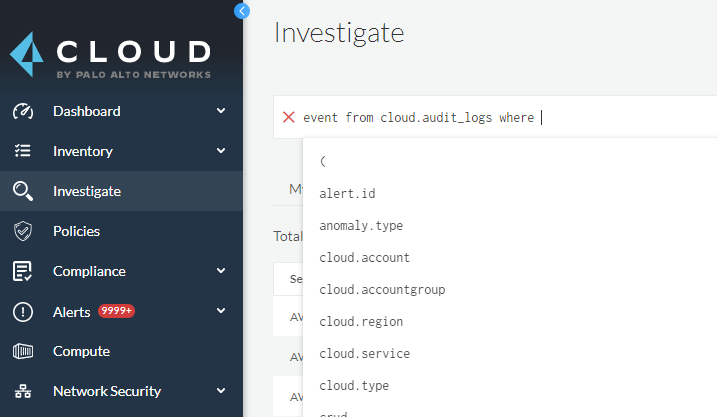 CLOUD
BY PALO ALTO NETWORKS
Dashboard
Inventory
Investigate
Policies
Compliance
Alerts 9999+
Compute
Network Security
Investigate
event from cloud.audit_logs where
(
alert.id
anomaly.type
cloud.account
cloud.accountgroup
cloud.region
cloud.service
cloud.type
crud
My
Total
Se
AV
AV
AV